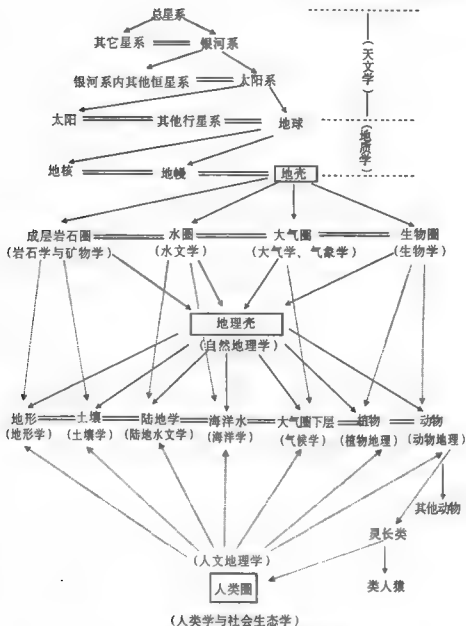 总星系
其它星系 银河系
(天文学)
银河系内其他恒星系 太阳系
太阳 其他行星系 地球
(地质学)
地核 地幔 地壳
成层岩石圈 水圈 大气圈 生物圈
(岩石学与矿物学) (水文学) (大气学、气象学) (生物学)
地理壳
(自然地理学)
地形 土壤 陆地学 海洋水 大气圈下层 植物 动物
(地形学) (土壤学) (陆地水文学) (海洋学) (气候学) (植物地理) (动物地理)
其他动物
灵长类
(人文地理学)
人类圈 类人猿
(人类学与社会生态学)